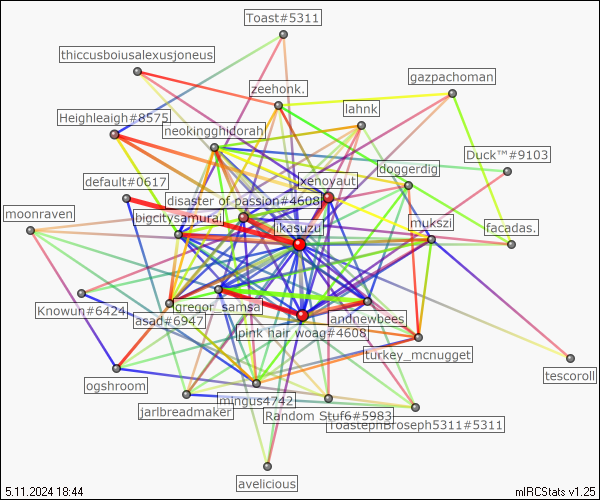 Toast#5311
thiccusboiusalexusjoneus
gazpachoman
zeehonk.
lahnk
Heighleaigh#8575
neokingghidorah
Duck™#9103
doggerdig
default#0617
xenoyaut
disaster of passion#4608
moonraven
bigcitysamurai
mukszi
facadas.
ikasuzu
Knowun#6424
gregor_samsa
asad#6947
andnewbees
pink hair woag#4608
turkey_mcnugget
tescoroll
ogshroom
mingus4742
jarlbreadmaker
Random Stuf6#5983
ToastephBroseph5311#5311
avelicious
5.11.2024 18:44
mIRCStats v1.25